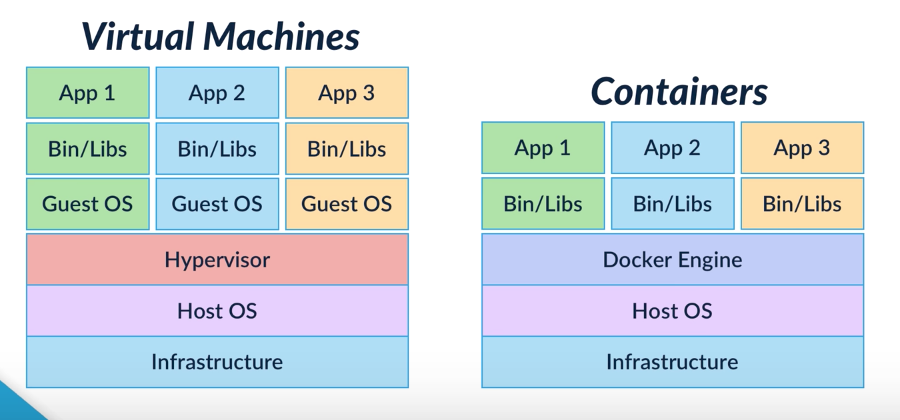 Virtual Machines
App 1 App 2 App 3
Bin/Libs Bin/Libs Bin/Libs
Guest OS Guest OS Guest OS
Hypervisor
Host OS
Infrastructure
Containers
App 1 App 2 App 3
Bin/Libs Bin/Libs Bin/Libs
Docker Engine
Host OS
Infrastructure